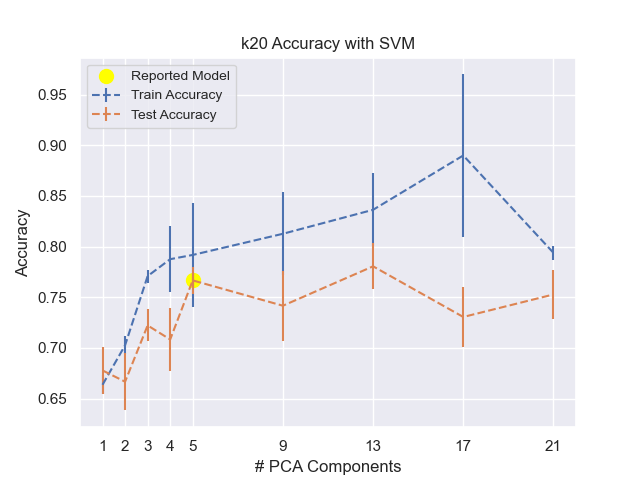 k20 Accuracy with SVM
Reported Model
Train Accuracy
Test Accuracy
0.95
0.90
0.85
0.80
0.75
0.70
0.65
Accuracy
1 2 3 4 5 9 13 17 21
# PCA Components